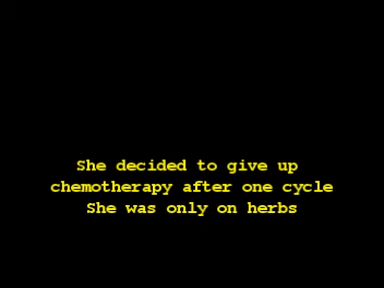 She decided to give up
chemotherapy after one cycle
She was only on herbs